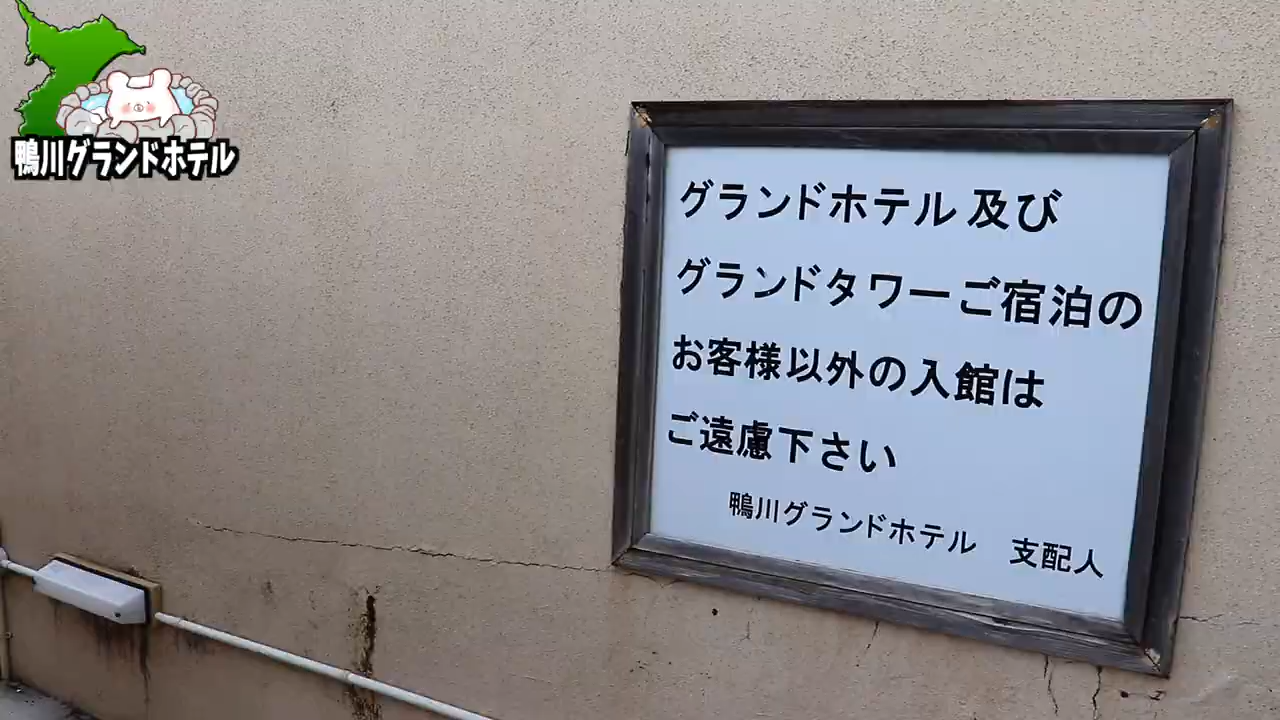 鴨川グランドホテル
グランドホテル 及び
グランドタワーご宿泊の
お客様以外の入館は
ご遠慮下さい
鴨川グランドホテル 支配人